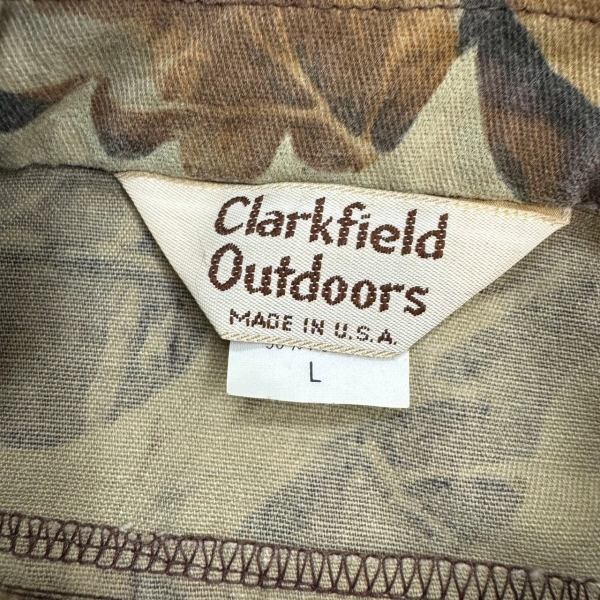 Clarkfield
Outdoors
MADE IN U.S.A.
L